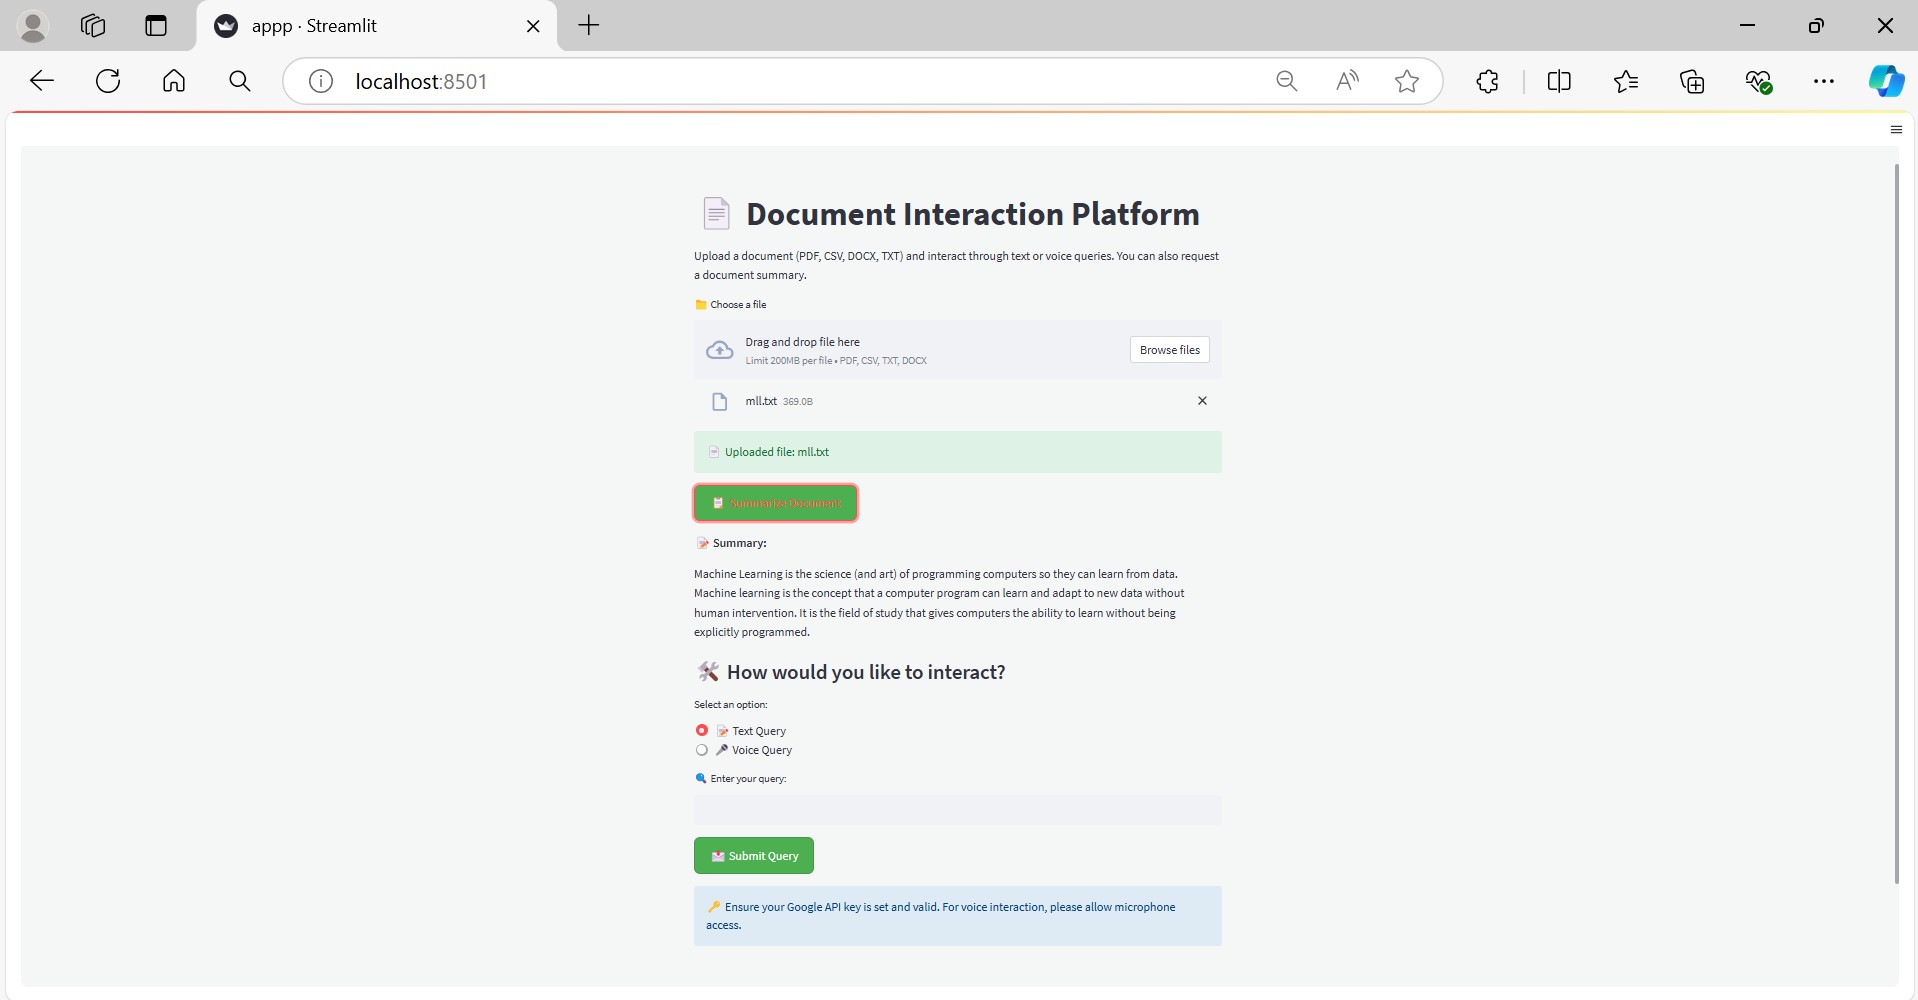 appp · Streamlit
localhost:8501
Document Interaction Platform
Upload a document (PDF, CSV, DOCX, TXT) and interact through text or voice queries. You can also request
a document summary.
Choose a file
Drag and drop file here
Limit 200MB per file • PDF, CSV, TXT, DOCX
Browse files
mll.txt 369.0B
Uploaded file: mll.txt
Summarize Document
Summary:
Machine Learning is the science (and art) of programming computers so they can learn from data.
Machine learning is the concept that a computer program can learn and adapt to new data without
human intervention. It is the field of study that gives computers the ability to learn without being
explicitly programmed.
How would you like to interact?
Select an option:
Text Query
Voice Query
Enter your query:
Submit Query
Ensure your Google API key is set and valid. For voice interaction, please allow microphone
access.